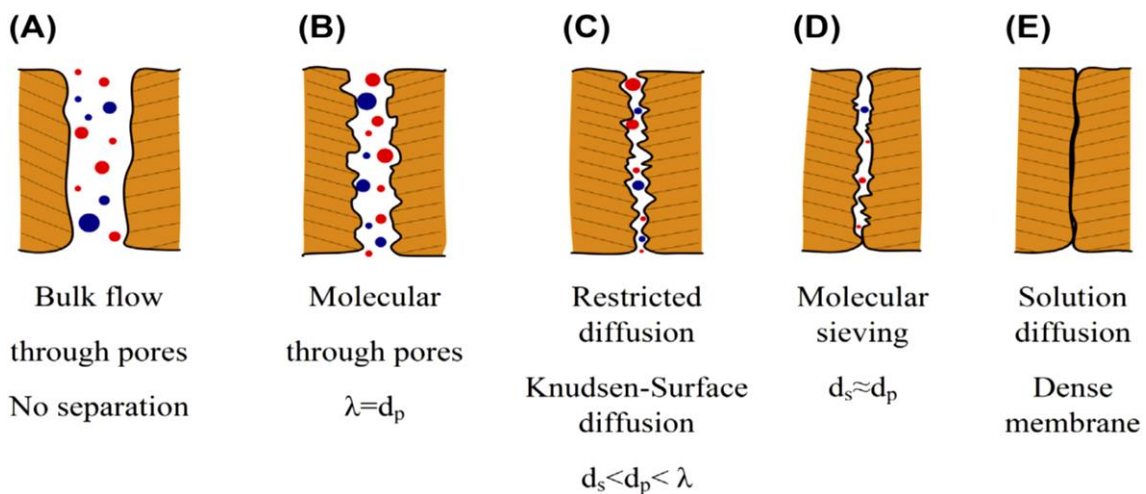 (A)
(B)
(C)
(D)
(E)
Bulk flow
through pores
No separation
Molecular
through pores
λ=dp
Restricted
diffusion
Knudsen-Surface
diffusion
ds<dp< λ
Molecular
sieving
ds≈dp
Solution
diffusion
Dense
membrane